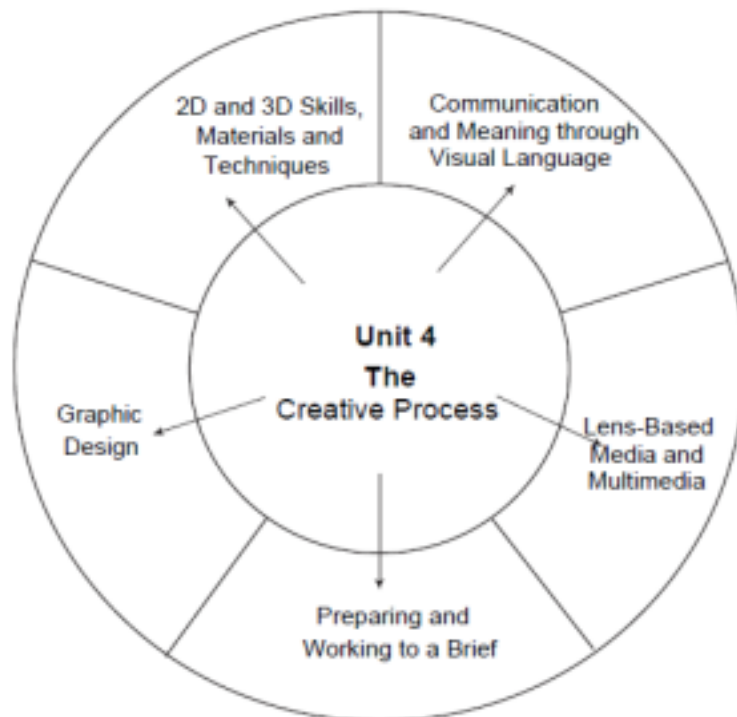 2D and 3D Skills,
Materials and
Techniques
Communication
and Meaning through
Visual Language
Unit 4
The
Creative Process
Graphic
Design
Lens-Based
Media and
Multimedia
Preparing and
Working to a Brief